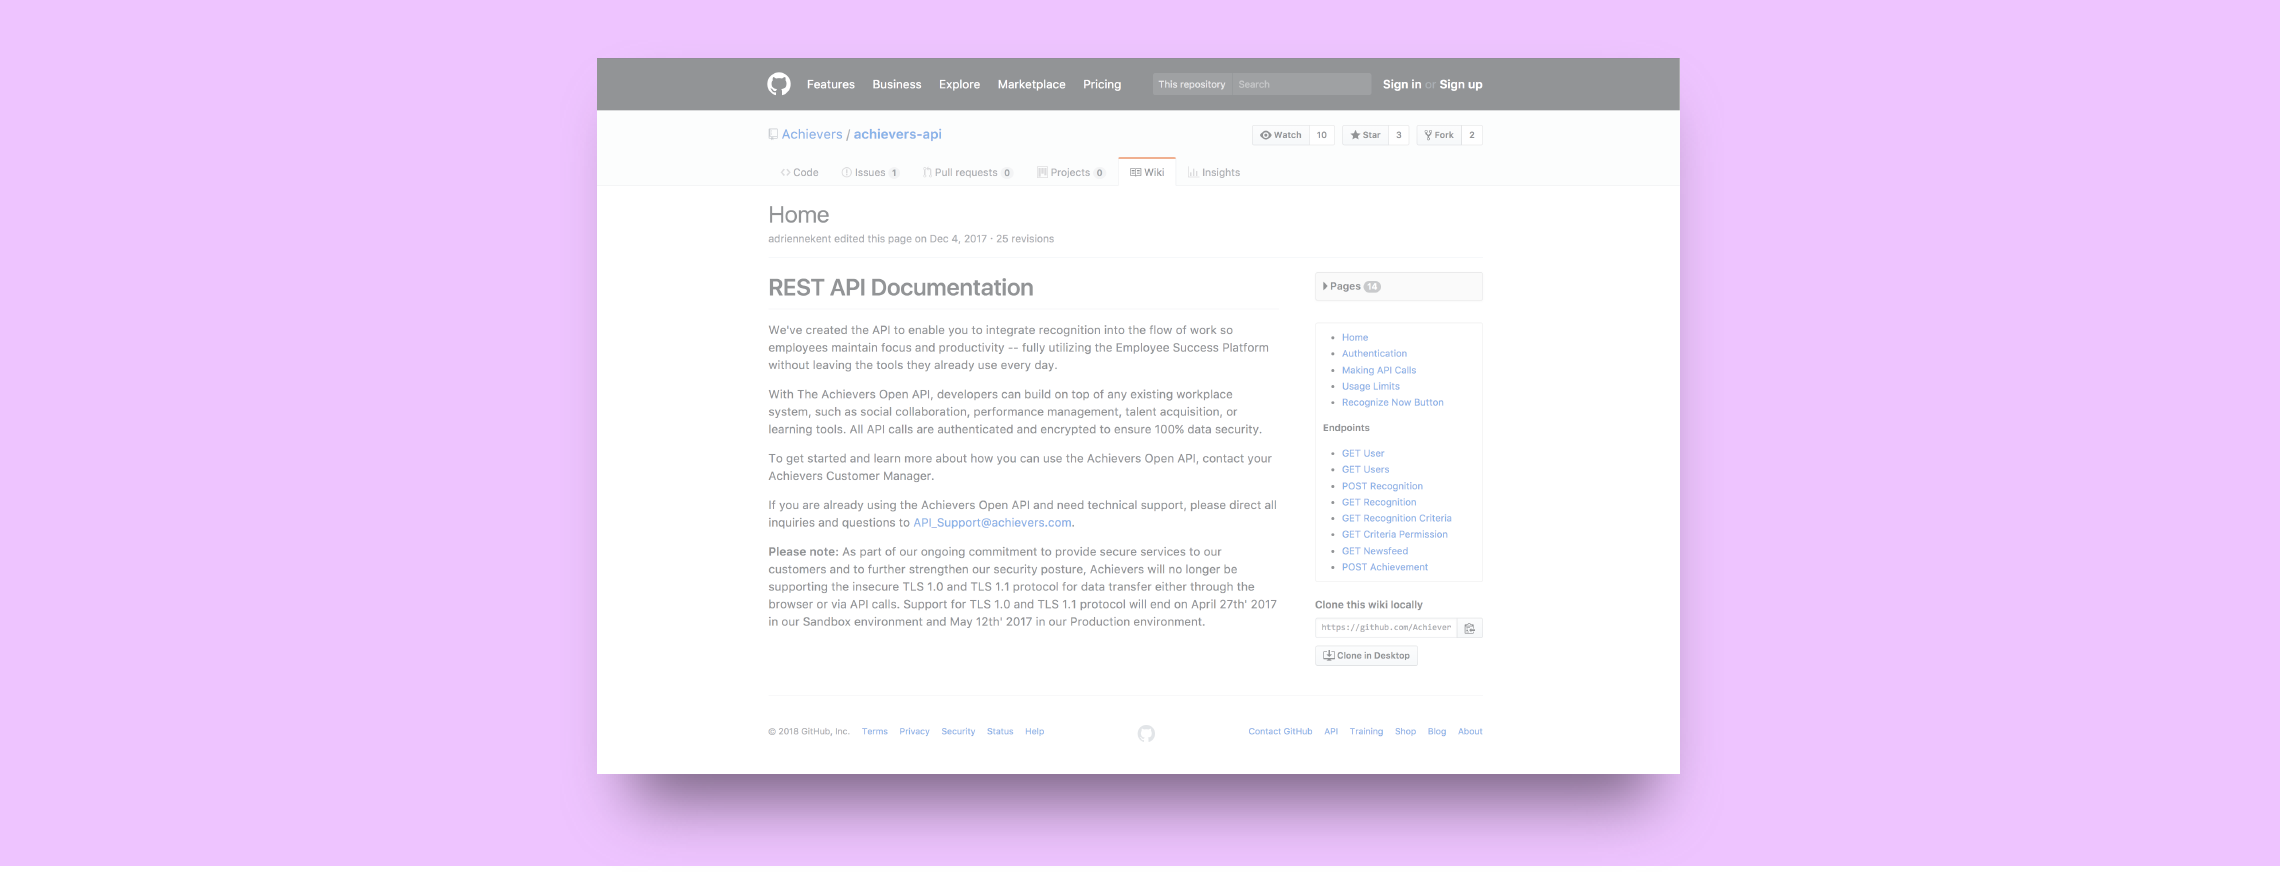 Features Business Explore Marketplace Pricing This repository Search Sign in or Sign up
Achievers / achievers-api Watch 10 Star 3 Fork 2
Code Issues 1 Pull requests 0 Projects 0 Wiki Insights
Home
adriennekent edited this page on Dec 4, 2017 · 25 revisions
REST API Documentation
We've created the API to enable you to integrate recognition into the flow of work so
employees maintain focus and productivity -- fully utilizing the Employee Success Platform
without leaving the tools they already use every day.
With The Achievers Open API, developers can build on top of any existing workplace
system, such as social collaboration, performance management, talent acquisition, or
learning tools. All API calls are authenticated and encrypted to ensure 100% data security.
To get started and learn more about how you can use the Achievers Open API, contact your
Achievers Customer Manager.
If you are already using the Achievers Open API and need technical support, please direct all
inquiries and questions to API_Support@achievers.com.
Please note: As part of our ongoing commitment to provide secure services to our
customers and to further strengthen our security posture, Achievers will no longer be
supporting the insecure TLS 1.0 and TLS 1.1 protocol for data transfer either through the
browser or via API calls. Support for TLS 1.0 and TLS 1.1 protocol will end on April 27th' 2017
in our Sandbox environment and May 12th' 2017 in our Production environment.
Pages 14
Home
Authentication
Making API Calls
Usage Limits
Recognize Now Button
Endpoints
GET User
GET Users
POST Recognition
GET Recognition
GET Recognition Criteria
GET Criteria Permission
GET Newsfeed
POST Achievement
Clone this wiki locally
https://github.com/Achiever
Clone in Desktop
© 2018 GitHub, Inc. Terms Privacy Security Status Help Contact GitHub API Training Shop Blog About